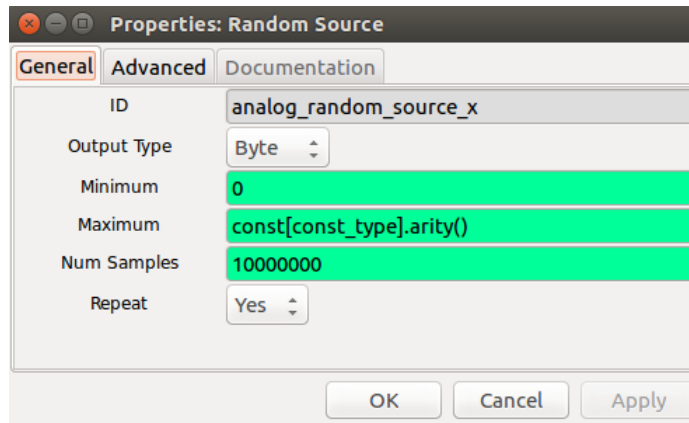 Properties: Random Source
General Advanced Documentation
ID analog_random_source_x
Output Type Byte
Minimum 0
Maximum const[const_type].arity()
Num Samples 10000000
Repeat Yes
OK Cancel Apply